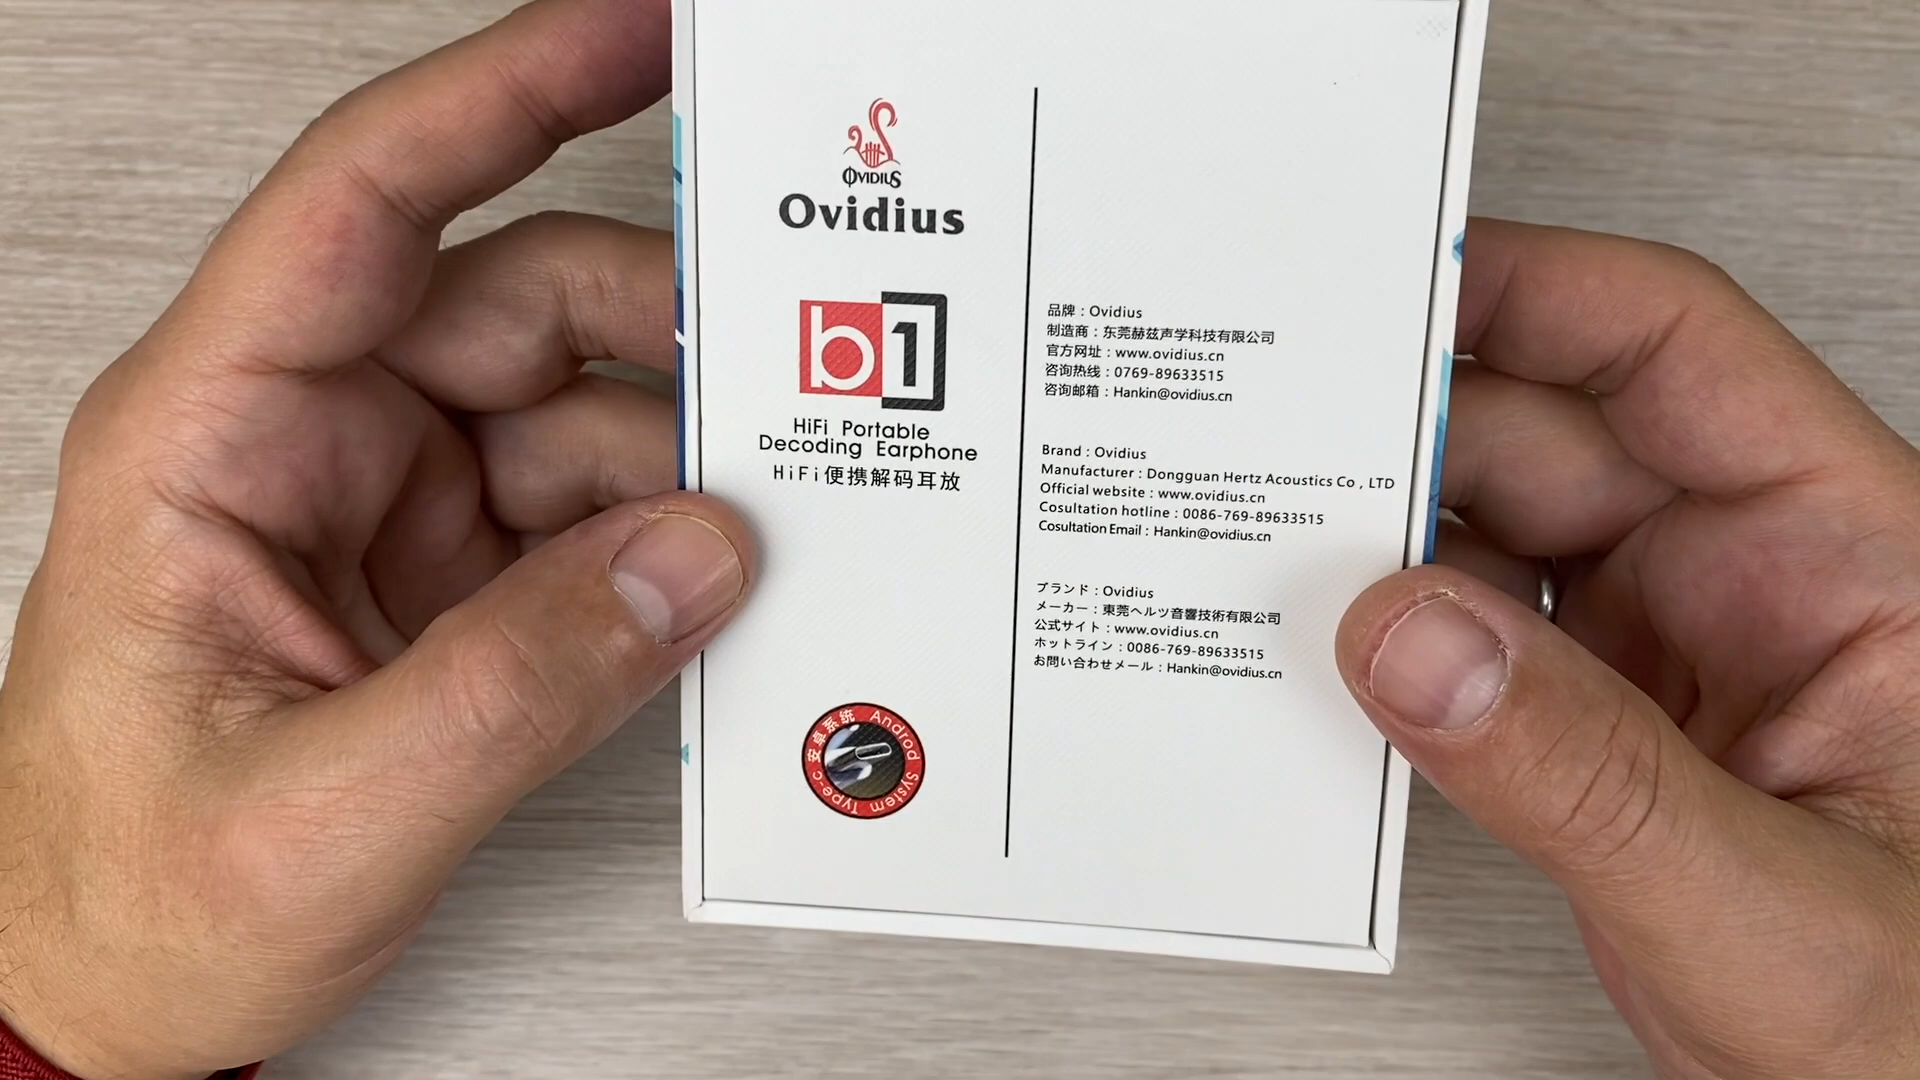 OVIDIUS
Ovidius
b1
HiFi Portable
Decoding Earphone
HiFi便携解码耳放
安卓系统 Androd System Type-c
品牌：Ovidius
制造商：东莞赫兹声学科技有限公司
官方网址：www.ovidius.cn
咨询热线：0769-89633515
咨询邮箱：Hankin@ovidius.cn
Brand : Ovidius
Manufacturer : Dongguan Hertz Acoustics Co , LTD
Official website : www.ovidius.cn
Cosultation hotline : 0086-769-89633515
Cosultation Email : Hankin@ovidius.cn
ブランド：Ovidius
メーカー：東莞ヘルツ音響技術有限公司
公式サイト：www.ovidius.cn
ホットライン：0086-769-89633515
お問い合わせメール：Hankin@ovidius.cn